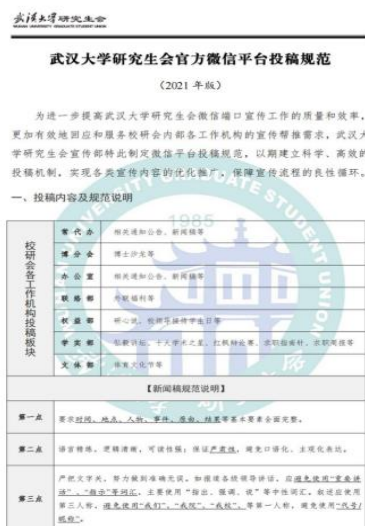 武汉大学研究生会
武汉大学研究生会官方微信平台投稿规范
（2021 年版）
为进一步提高武汉大学研究生会微信端口宣传工作的质量和效率，
更加有效地回应和服务校研会内部各工作机构的宣传帮推需求，武汉大
学研究生会宣传部特此制定微信平台投稿规范，以期建立科学、高效的
投稿机制，实现各类宣传内容的优化推广，保障宣传流程的良性循环。
一、投稿内容及规范说明
校研会各工作机构投稿板块
常代办 相关通知公告、新闻稿等
博分会 博士沙龙等
办公室 相关通知公告、新闻稿等
联络部 外联福利等
权益部 研心说、校领导接待学生日等
学术部 弘毅讲坛、十大学术之星、红枫辩论赛、求职指南针、求职简报等
文体部 体育文化节等
【新闻稿规范说明】
第一点 要求时间、地点、人物、事件、原由、结果等基本要素全面完整。
第二点 语言精练，逻辑清晰，可读性强；保证严肃性，避免口语化、主观化表达。
第三点
严把文字关，努力做到准确无误。如报道各级领导讲话，应避免使用“重要讲
话”、“指示”等词汇，主要使用“指出、强调、说”等中性词汇。叙述应使用
第三人称，避免使用“我们”、“我院”、“我校”、等第一人称，避免使用“代号/
昵称”。
1985
GRADUATE STUDENT UNION